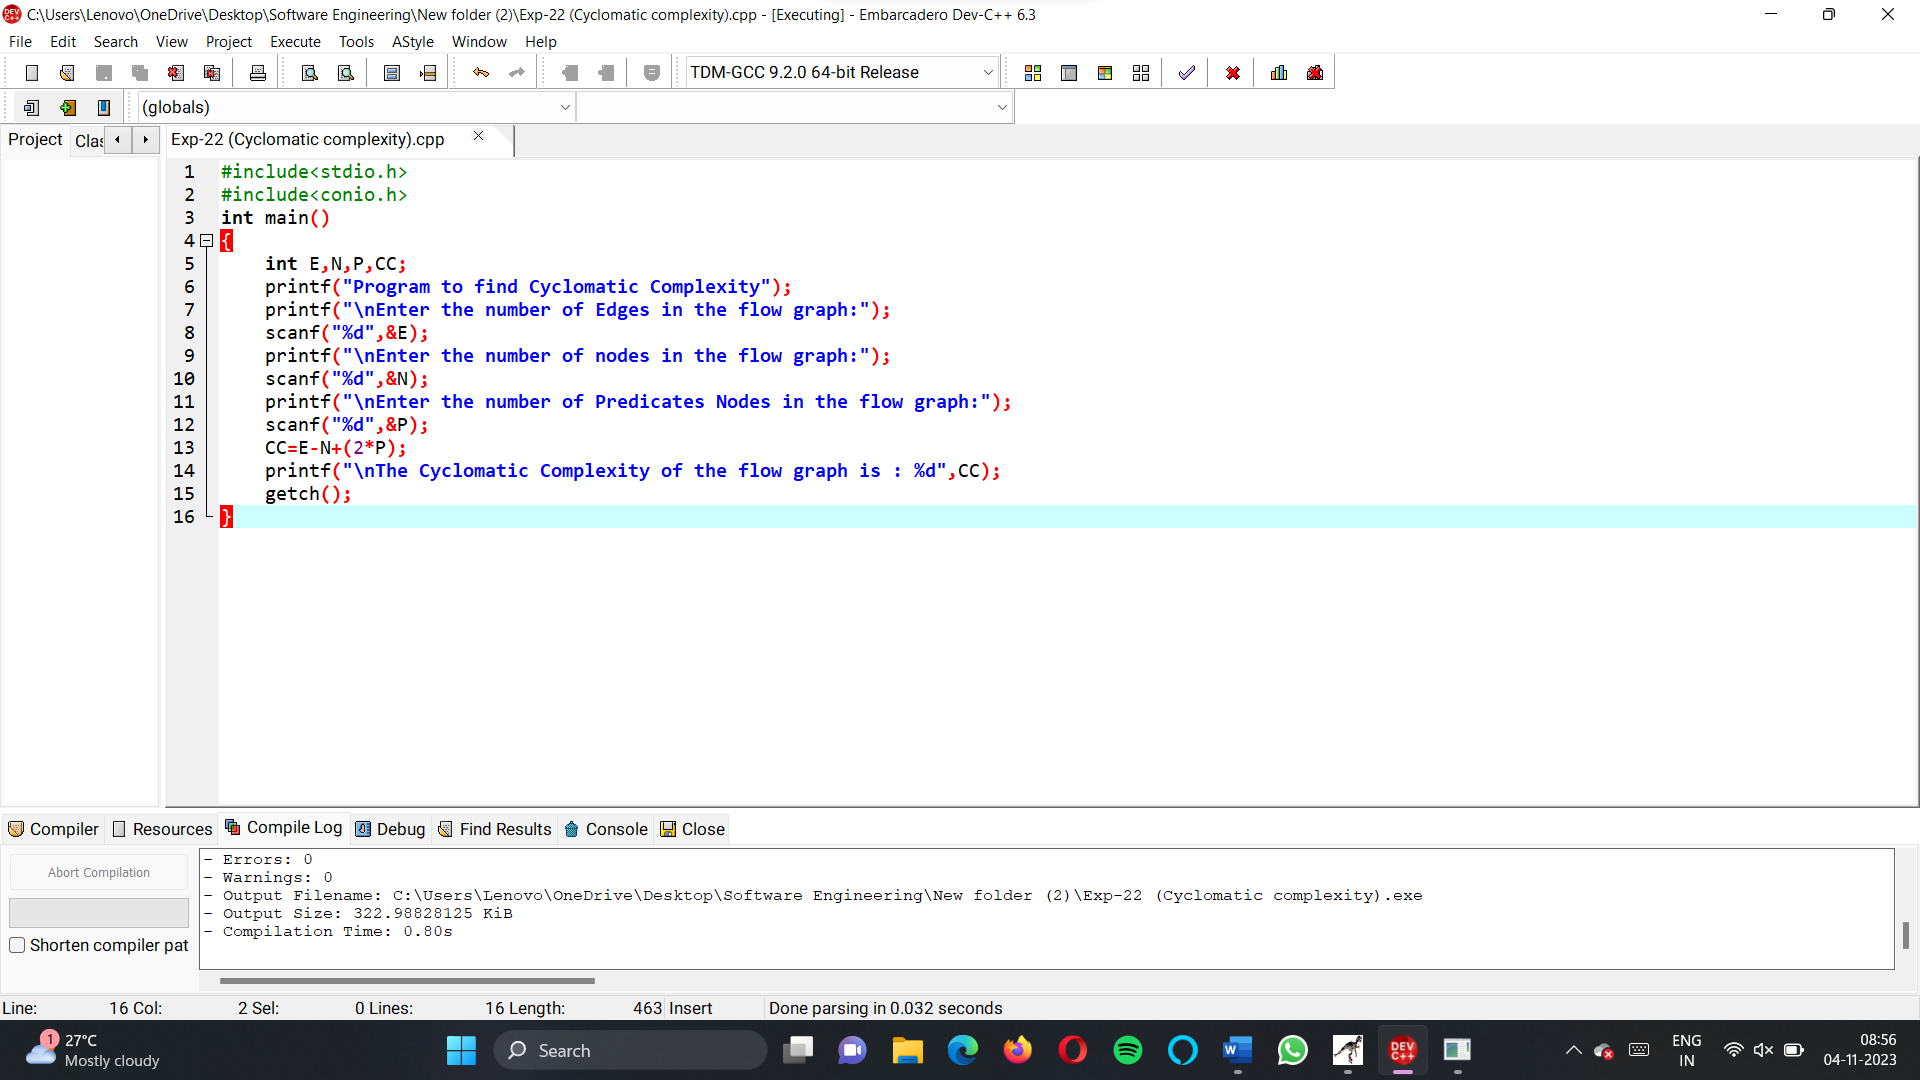 C:\Users\Lenovo\OneDrive\Desktop\Software Engineering\New folder (2)\Exp-22 (Cyclomatic complexity).cpp - [Executing] - Embarcadero Dev-C++ 6.3
File Edit Search View Project Execute Tools AStyle Window Help
TDM-GCC 9.2.0 64-bit Release
(globals)
Project Clas Exp-22 (Cyclomatic complexity).cpp
1 #include<stdio.h>
2 #include<conio.h>
3 int main()
4 {
5 int E,N,P,CC;
6 printf("Program to find Cyclomatic Complexity");
7 printf("\nEnter the number of Edges in the flow graph:");
8 scanf("%d",&E);
9 printf("\nEnter the number of nodes in the flow graph:");
10 scanf("%d",&N);
11 printf("\nEnter the number of Predicates Nodes in the flow graph:");
12 scanf("%d",&P);
13 CC=E-N+(2*P);
14 printf("\nThe Cyclomatic Complexity of the flow graph is : %d",CC);
15 getch();
16 }
Compiler Resources Compile Log Debug Find Results Console Close
Abort Compilation
Shorten compiler pat
- Errors: 0
- Warnings: 0
- Output Filename: C:\Users\Lenovo\OneDrive\Desktop\Software Engineering\New folder (2)\Exp-22 (Cyclomatic complexity).exe
- Output Size: 322.98828125 KiB
- Compilation Time: 0.80s
Line: 16 Col: 2 Sel: 0 Lines: 16 Length: 463 Insert Done parsing in 0.032 seconds
1 27°C
Mostly cloudy
Search
W
DEV
C++
ENG
IN
08:56
04-11-2023